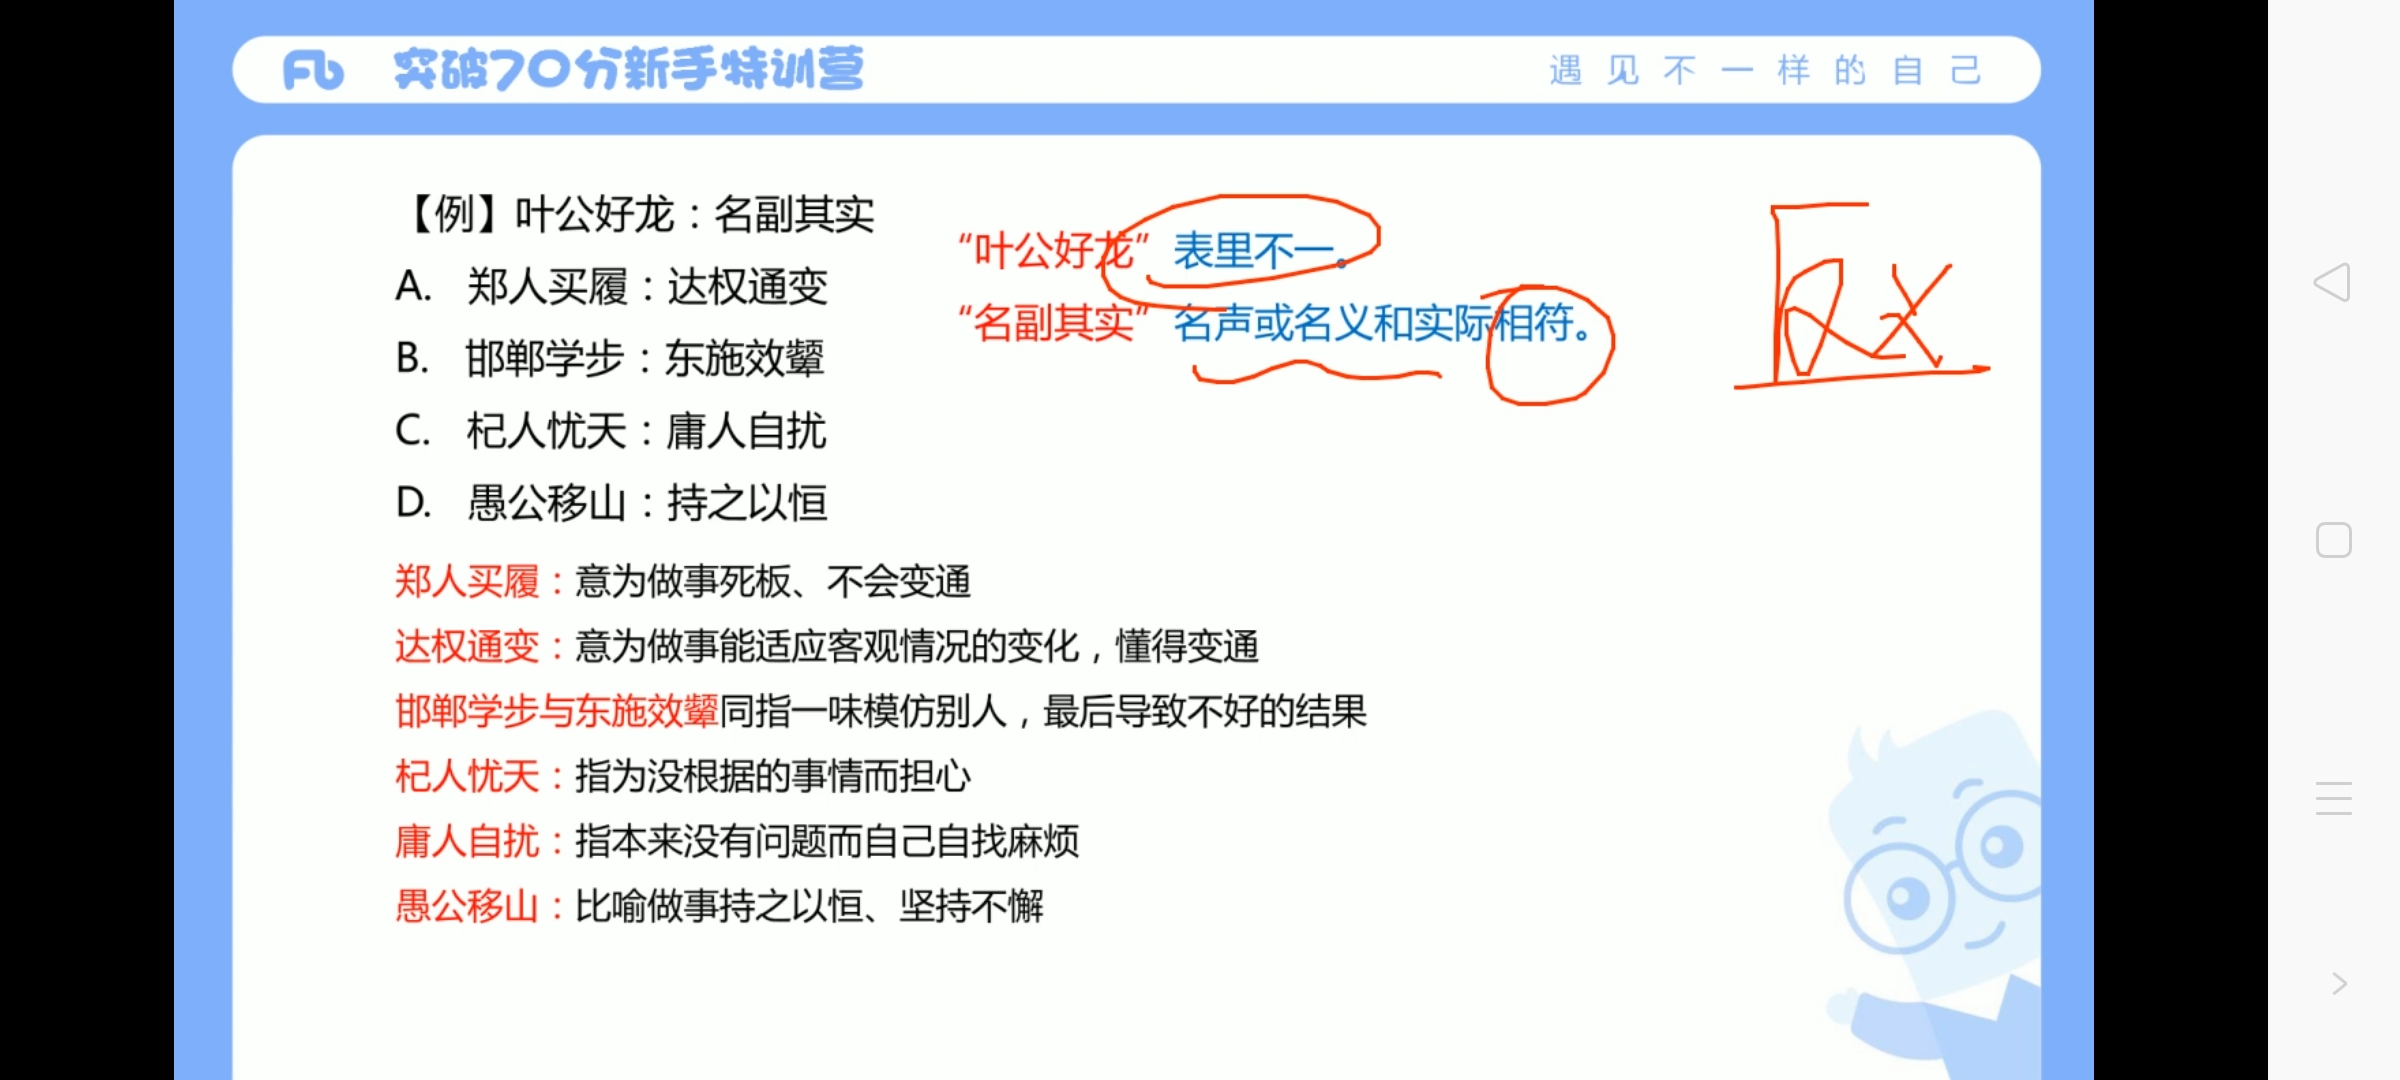 Fb 突破70分新手特训营
遇见不一样的自己
【例】叶公好龙：名副其实
A. 郑人买履：达权通变
B. 邯郸学步：东施效颦
C. 杞人忧天：庸人自扰
D. 愚公移山：持之以恒
“叶公好龙” 表里不一。
“名副其实” 名声或名义和实际相符。
反义
郑人买履：意为做事死板、不会变通
达权通变：意为做事能适应客观情况的变化，懂得变通
邯郸学步与东施效颦同指一味模仿别人，最后导致不好的结果
杞人忧天：指为没根据的事情而担心
庸人自扰：指本来没有问题而自己自找麻烦
愚公移山：比喻做事持之以恒、坚持不懈